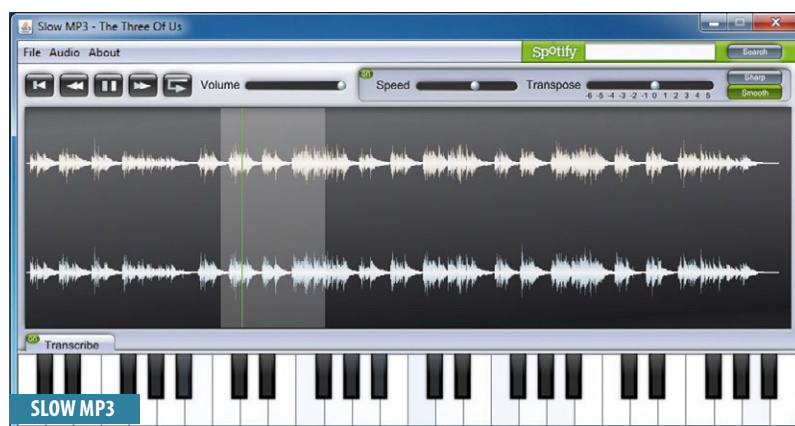 Slow MP3 - The Three Of Us
File Audio About
Spotify
Search
on
Volume
Speed
Transpose
-6 -5 -4 -3 -2 -1 0 1 2 3 4 5
Sharp
Smooth
on
Transcribe
SLOW MP3